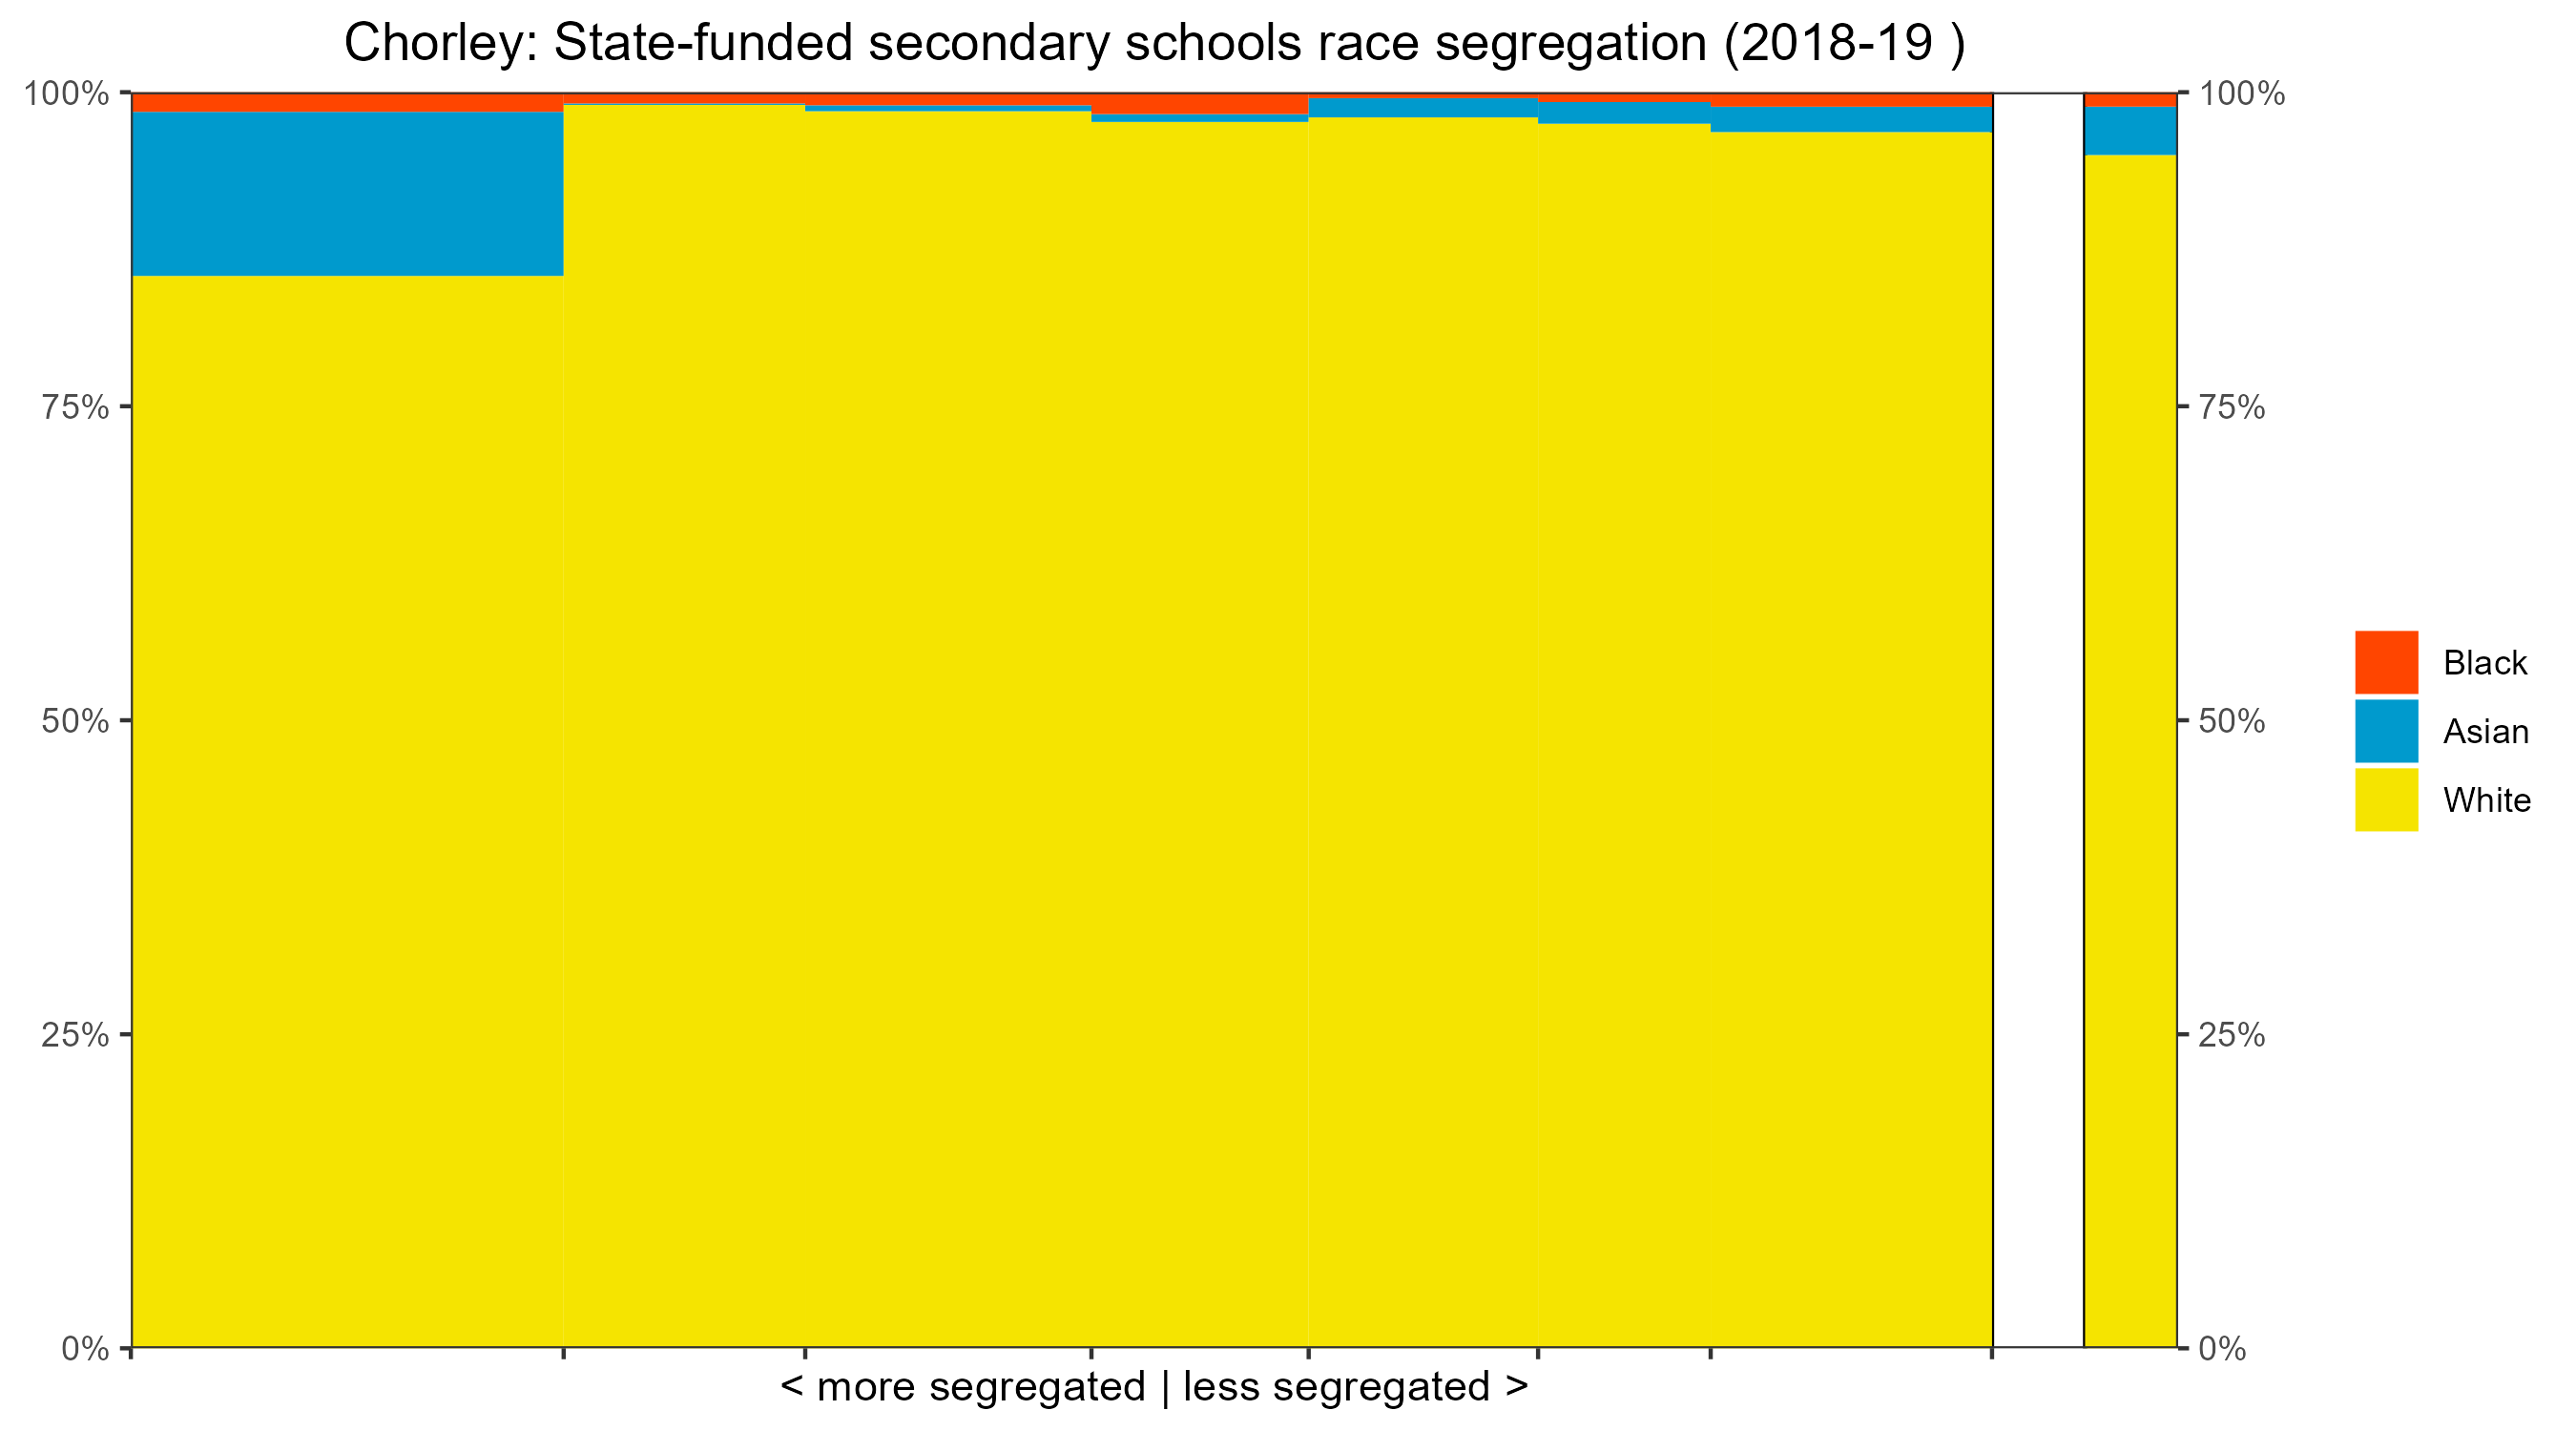 Chorley: State-funded secondary schools race segregation (2018-19 )
100%
75%
50%
25%
0%
100%
75%
50%
25%
0%
Black
Asian
White
< more segregated | less segregated >